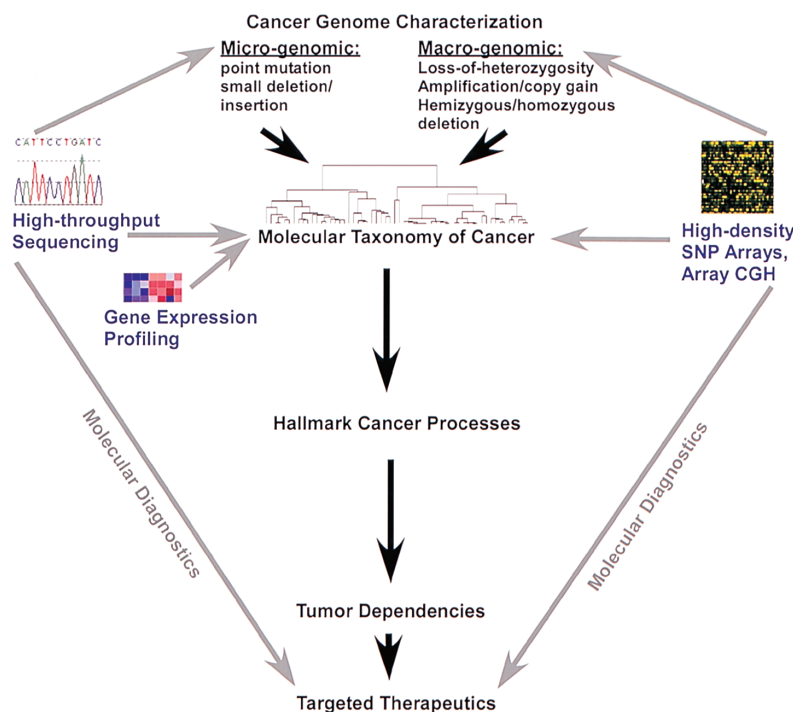 Cancer Genome Characterization
Micro-genomic:
point mutation
small deletion/
insertion
Macro-genomic:
Loss-of-heterozygosity
Amplification/copy gain
Hemizygous/homozygous
deletion
CATTCCTGATC
High-throughput
Sequencing
Molecular Taxonomy of Cancer
High-density
SNP Arrays,
Array CGH
Gene Expression
Profiling
Hallmark Cancer Processes
Molecular Diagnostics
Molecular Diagnostics
Tumor Dependencies
Targeted Therapeutics